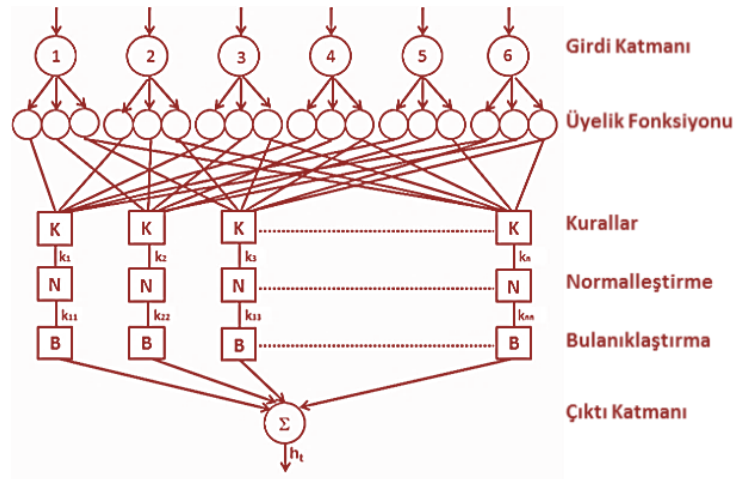 1 2 3 4 5 6 Girdi Katmanı
Üyelik Fonksiyonu
K K K K Kurallar
k₁ k₂ k₃ kₙ
N N N N Normalleştirme
k₁₁ k₂₂ k₃₃ kₙₙ
B B B B Bulanıklaştırma
Σ Çıktı Katmanı
hₜ